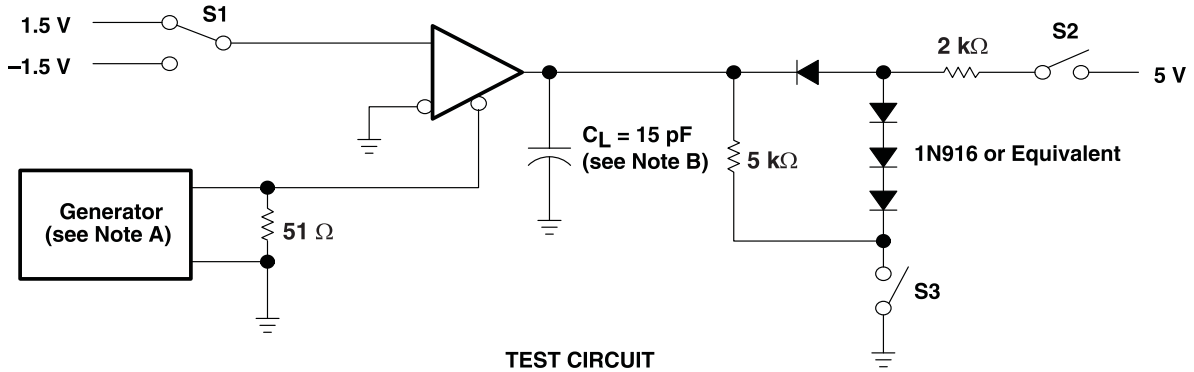 1.5 V
S1
–1.5 V
2 kΩ
S2
5 V
CL = 15 pF
(see Note B)
5 kΩ
1N916 or Equivalent
Generator
(see Note A)
51 Ω
S3
TEST CIRCUIT